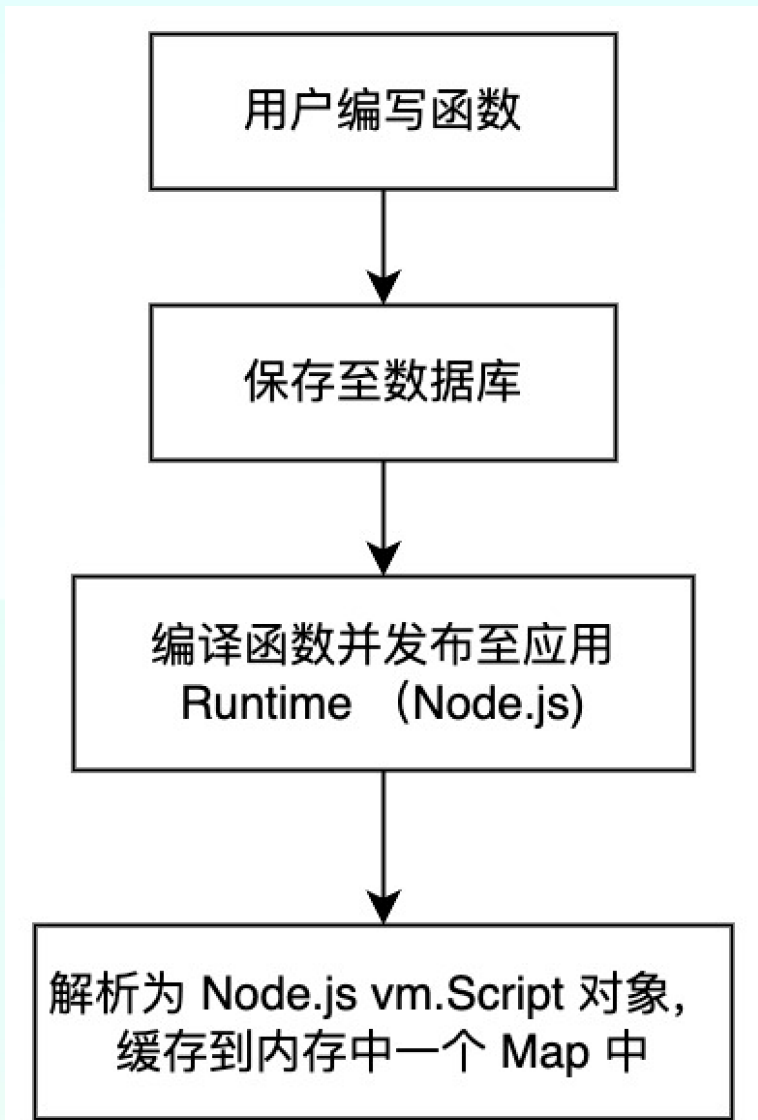 用户编写函数
保存至数据库
编译函数并发布至应用
Runtime （Node.js)
解析为 Node.js vm.Script 对象，
缓存到内存中一个 Map 中